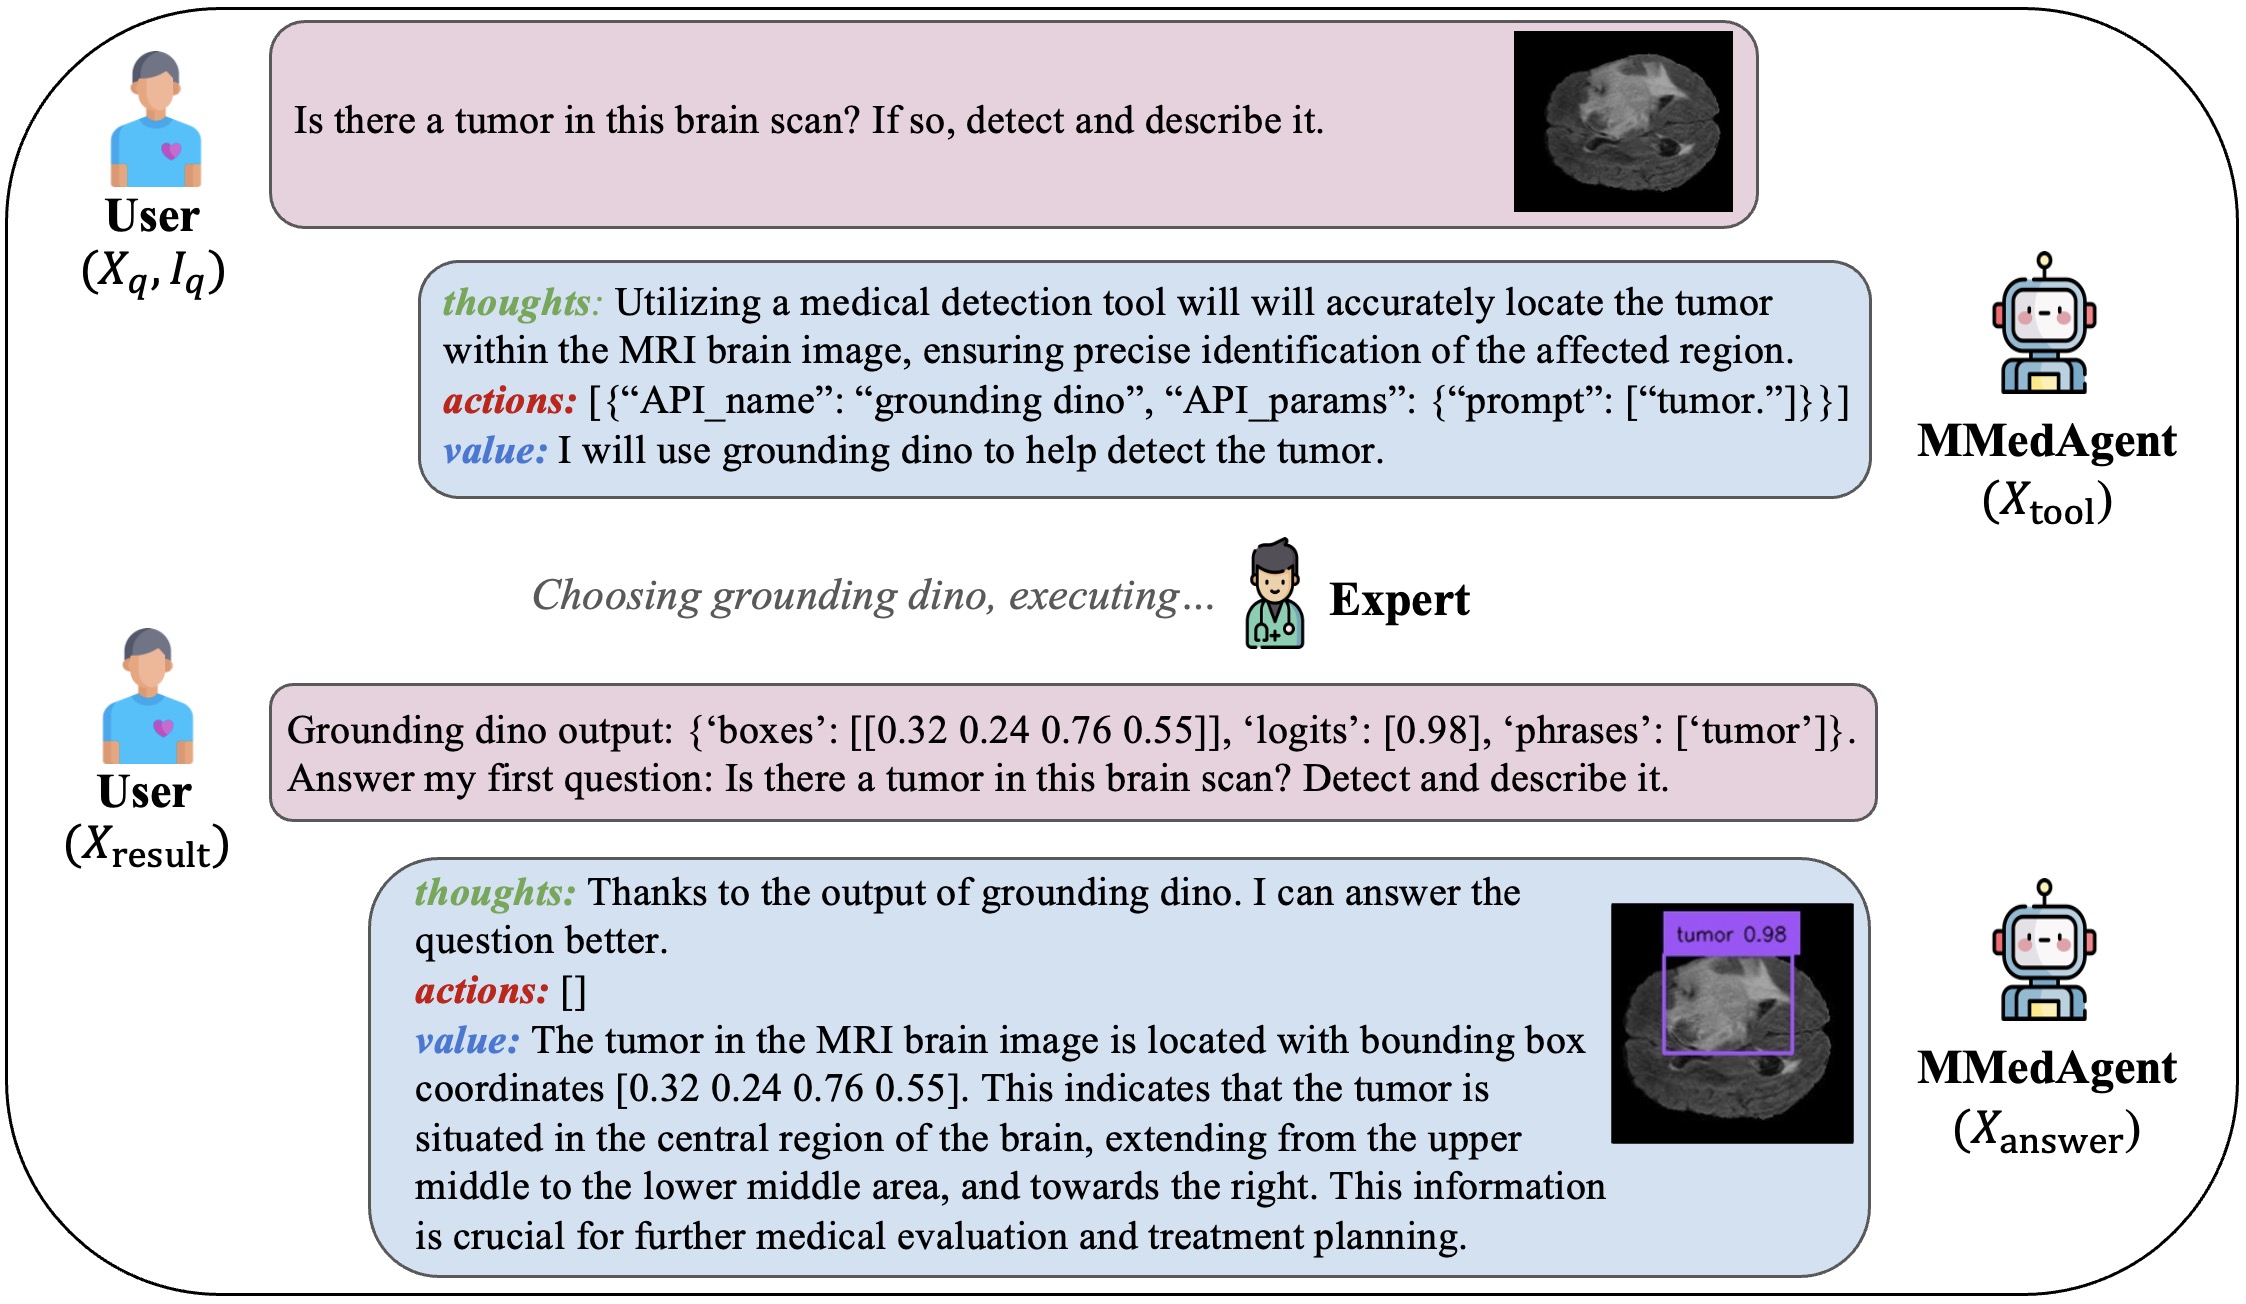 Is there a tumor in this brain scan? If so, detect and describe it.
User
(X_q, I_q)
thoughts: Utilizing a medical detection tool will will accurately locate the tumor
within the MRI brain image, ensuring precise identification of the affected region.
actions: [{“API_name”: “grounding dino”, “API_params”: {“prompt”: [“tumor.”]}}]
value: I will use grounding dino to help detect the tumor.
MMedAgent
(X_tool)
Choosing grounding dino, executing…
Expert
User
(X_result)
Grounding dino output: {‘boxes’: [[0.32 0.24 0.76 0.55]], ‘logits’: [0.98], ‘phrases’: [‘tumor’]}.
Answer my first question: Is there a tumor in this brain scan? Detect and describe it.
thoughts: Thanks to the output of grounding dino. I can answer the
question better.
actions: []
value: The tumor in the MRI brain image is located with bounding box
coordinates [0.32 0.24 0.76 0.55]. This indicates that the tumor is
situated in the central region of the brain, extending from the upper
middle to the lower middle area, and towards the right. This information
is crucial for further medical evaluation and treatment planning.
tumor 0.98
MMedAgent
(X_answer)